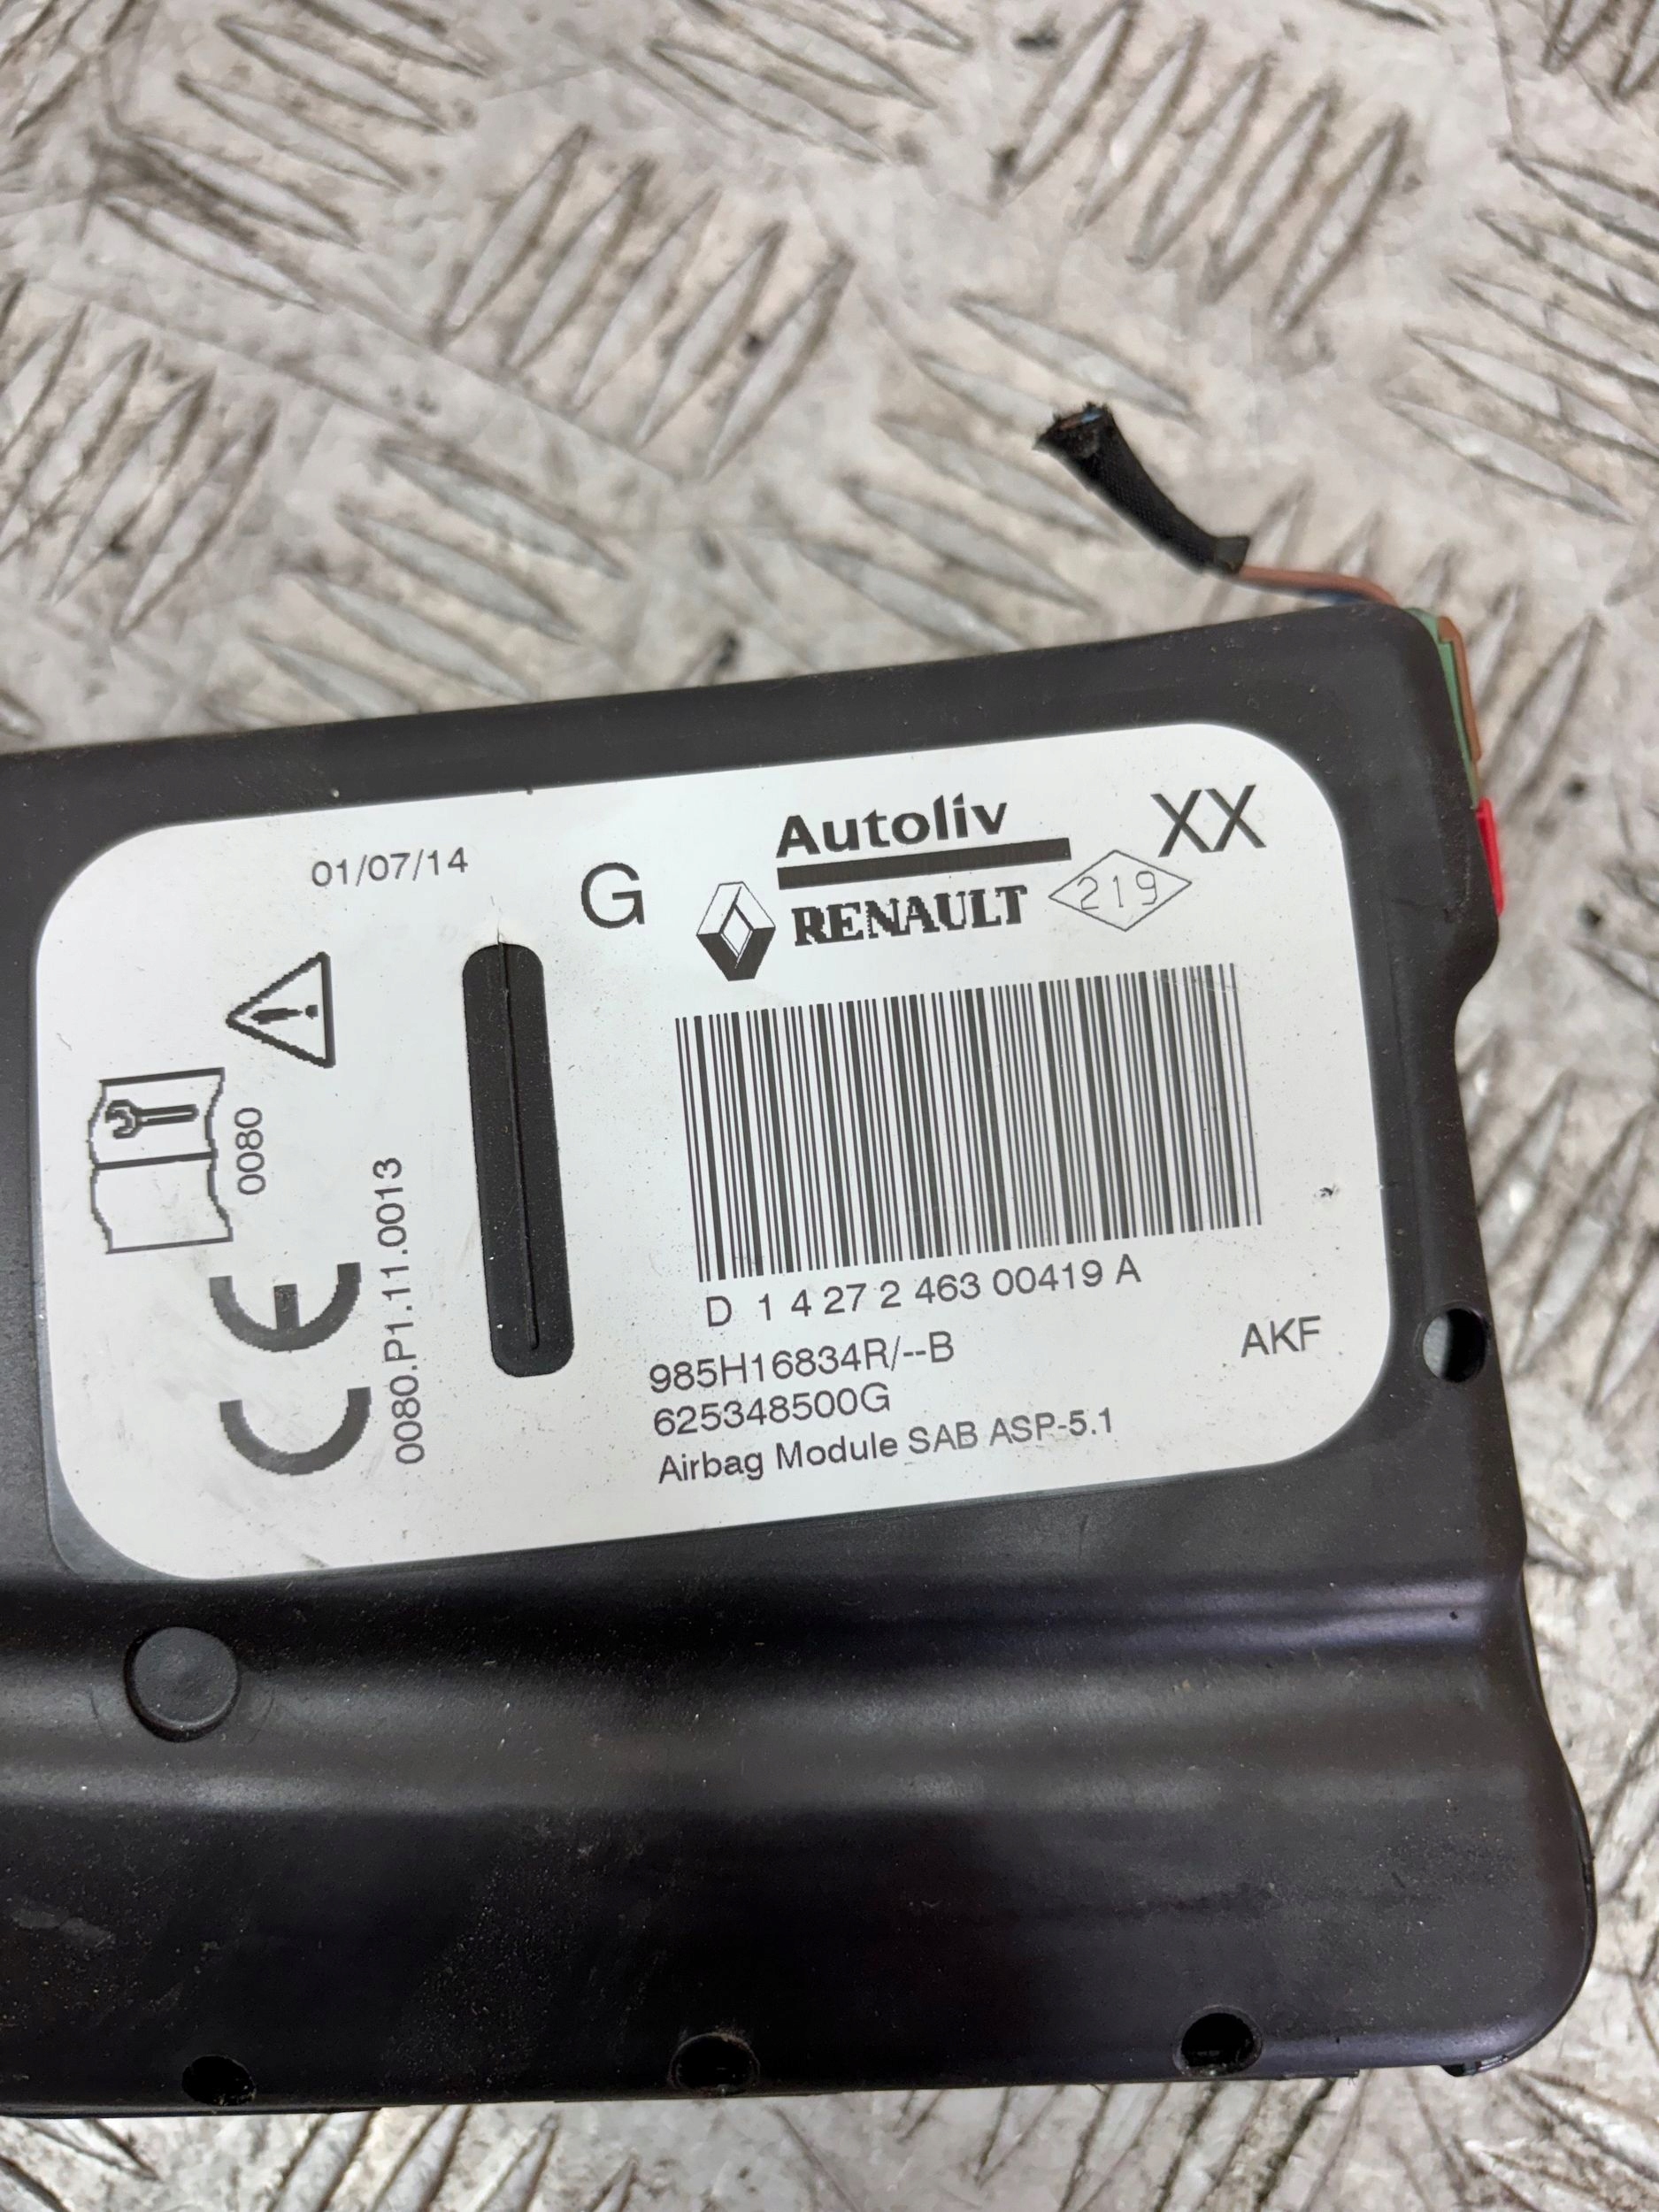 01/07/14
G
Autoliv
XX
RENAULT
219
0080
0080.P1.11.0013
CE
D 1 4 27 2 463 00419 A
985H16834R/--B
625348500G
AKF
Airbag Module SAB ASP-5.1